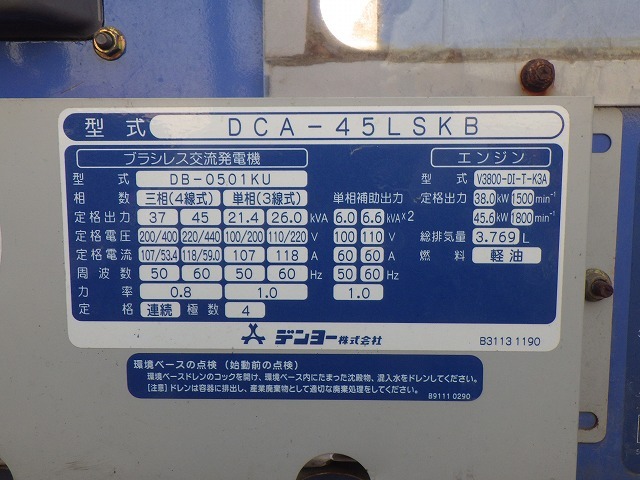 型式 DCA-45LSKB
ブラシレス交流発電機 エンジン
型式 DB-0501KU 型式 V3800-DI-T-K3A
相数 三相(4線式) 単相(3線式) 単相補助出力 定格出力 38.0kW 1500min⁻¹
定格出力 37 45 21.4 26.0 kVA 6.0 6.6 kVA×2 45.6kW 1800min⁻¹
定格電圧 200/400 220/440 100/200 110/220 V 100 110 V 総排気量 3.769 L
定格電流 107/53.4 118/59.0 107 118 A 60 60 A 燃料 軽油
周波数 50 60 50 60 Hz 50 60 Hz
力率 0.8 1.0 1.0
定格 連続 極数 4
デンヨー株式会社 B3113 1190
環境ベースの点検(始動前の点検)
環境ベースドレンのコックを開け、環境ベース内にたまった沈殿物、混入水をドレンしてください。
[注意]ドレンは容器に排出し、産業廃棄物として適切な廃棄処理をしてください。
B9111 0290